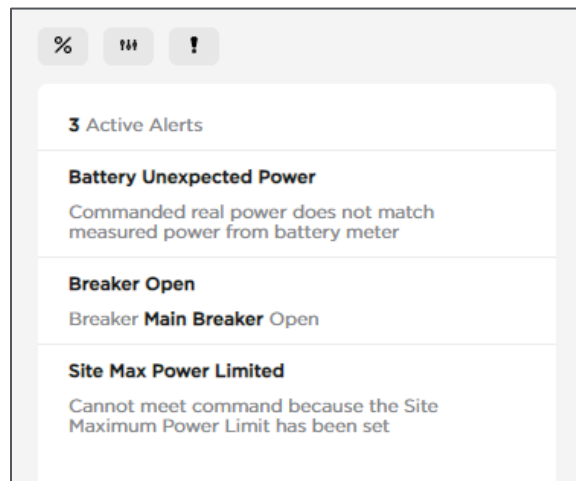 %
!
3 Active Alerts
Battery Unexpected Power
Commanded real power does not match
measured power from battery meter
Breaker Open
Breaker Main Breaker Open
Site Max Power Limited
Cannot meet command because the Site
Maximum Power Limit has been set